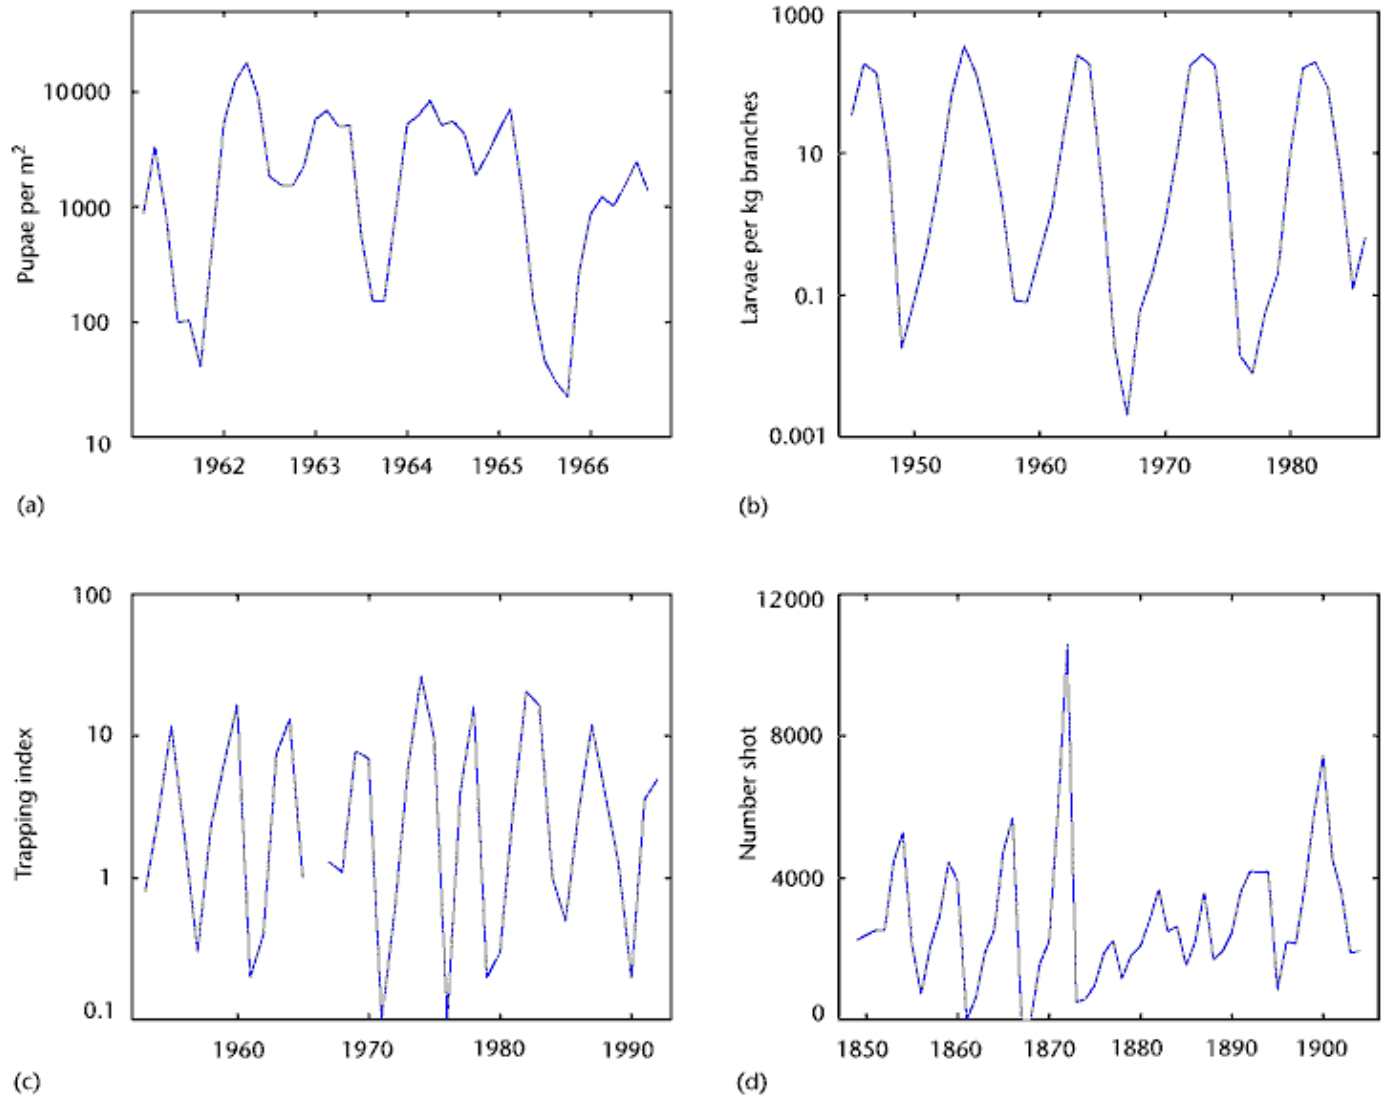 10000
1000
100
10
Pupae per m²
1962 1963 1964 1965 1966
(a)
1000
10
0.1
0.001
Larvae per kg branches
1950 1960 1970 1980
(b)
100
10
1
0.1
Trapping index
1960 1970 1980 1990
(c)
12000
8000
4000
0
Number shot
1850 1860 1870 1880 1890 1900
(d)